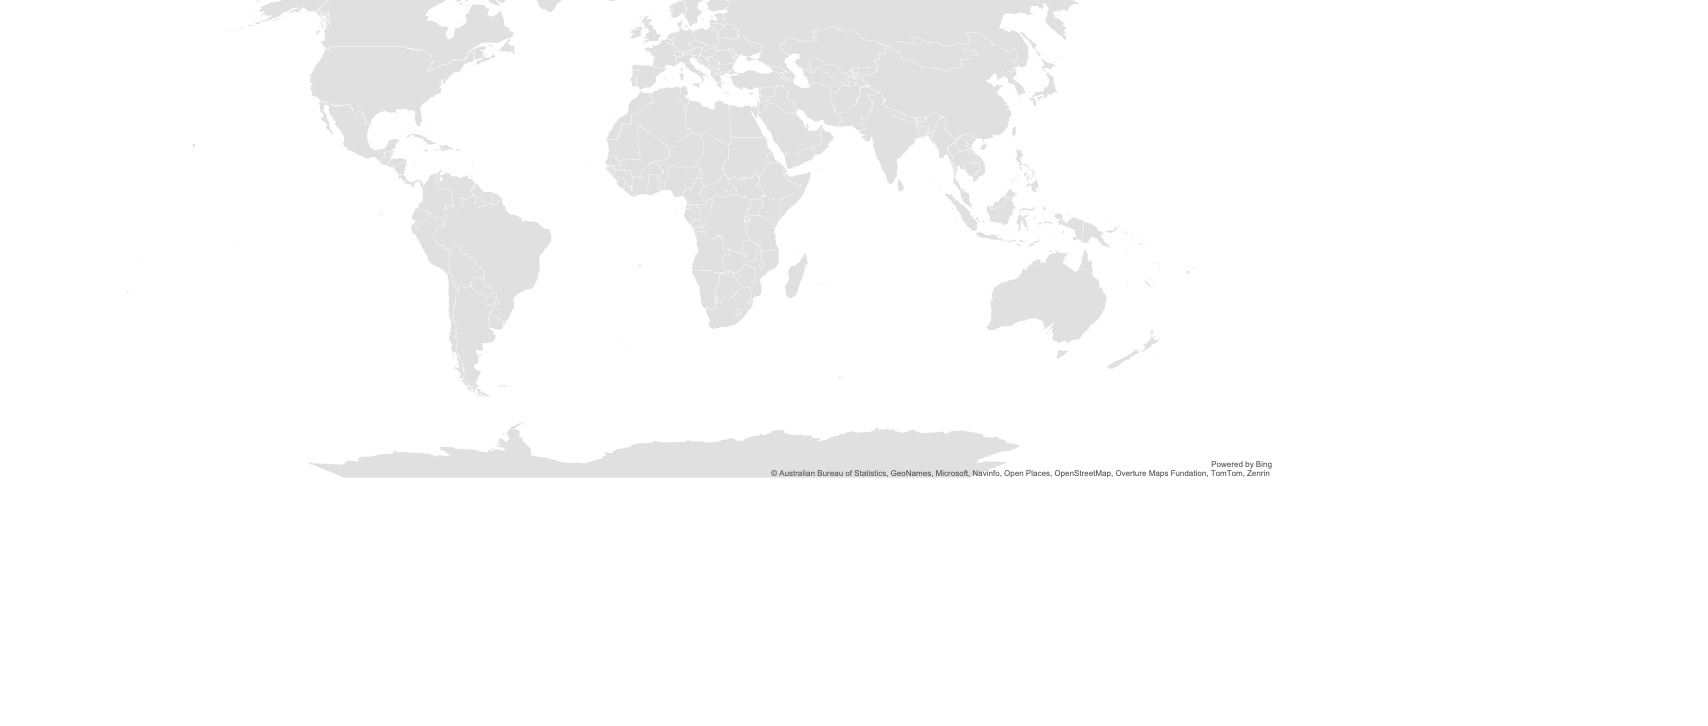 Powered by Bing
© Australian Bureau of Statistics, GeoNames, Microsoft, Navinfo, Open Places, OpenStreetMap, Overture Maps Fundation, TomTom, Zenrin